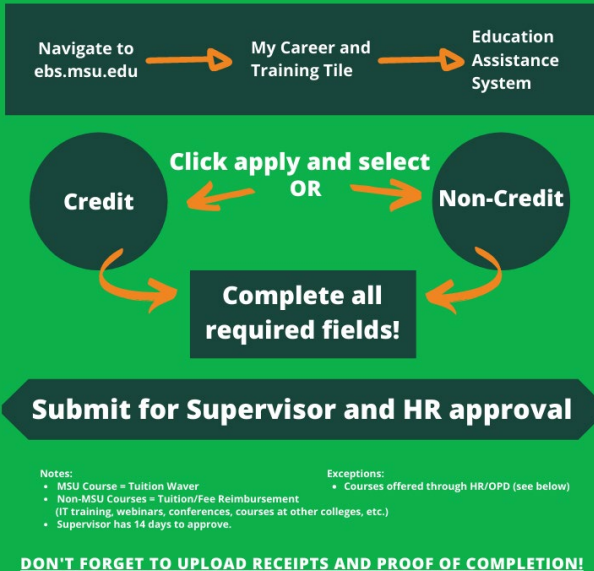 Navigate to
ebs.msu.edu
My Career and
Training Tile
Education
Assistance
System
Click apply and select
OR
Credit
Non-Credit
Complete all
required fields!
Submit for Supervisor and HR approval
Notes:
• MSU Course = Tuition Waver
• Non-MSU Courses = Tuition/Fee Reimbursement
(IT training, webinars, conferences, courses at other colleges, etc.)
• Supervisor has 14 days to approve.
Exceptions:
• Courses offered through HR/OPD (see below)
DON'T FORGET TO UPLOAD RECEIPTS AND PROOF OF COMPLETION!